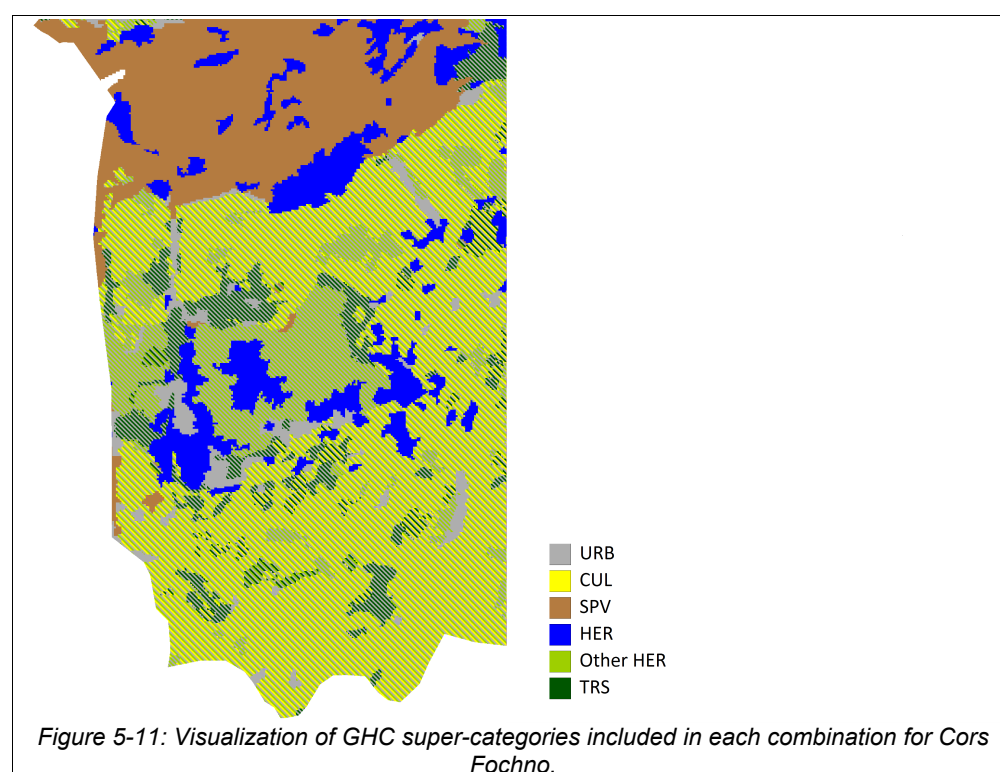 URB
CUL
SPV
HER
Other HER
TRS
Figure 5-11: Visualization of GHC super-categories included in each combination for Cors
Fochno.